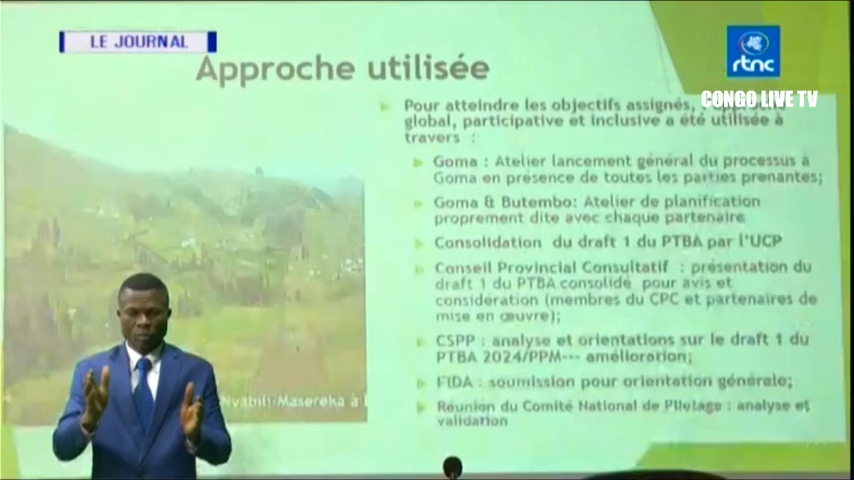 LE JOURNAL
rtnc
CONGO LIVE TV
Approche utilisée
Pour atteindre les objectifs assignés,
global, participative et inclusive a été utilisée à
travers :
Goma : Atelier lancement général du processus à
Goma en présence de toutes les parties prenantes;
Goma & Butembo: Atelier de planification
proprement dite avec chaque partenaire
Consolidation du draft 1 du PTBA par l'UCP
Conseil Provincial Consultatif : présentation du
draft 1 du PTBA consolidé pour avis et
considération (membres du CPC et partenaires de
mise en œuvre);
CSPP : analyse et orientations sur le draft 1 du
PTBA 2024/PPM--- amélioration;
FIDA : soumission pour orientation générale;
Réunion du Comité National de Pilotage : analyse et
validation
-Masereka à